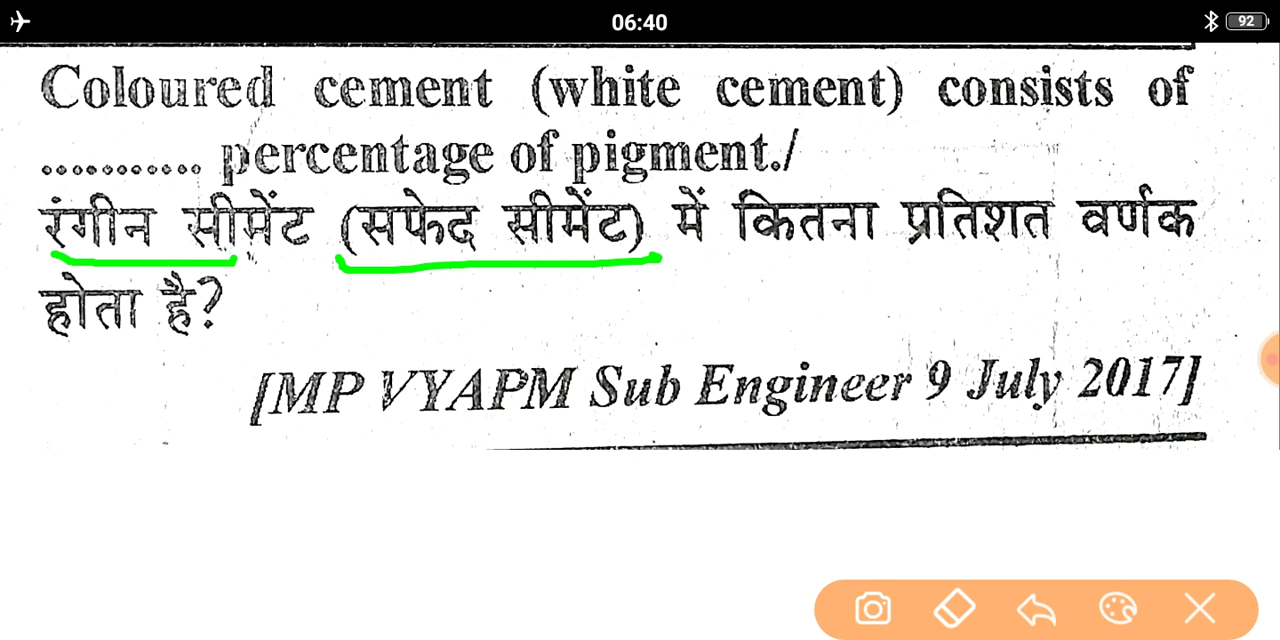 06:40
92
Coloured cement (white cement) consists of
........... percentage of pigment./
रंगीन सीमेंट (सफेद सीमेंट) में कितना प्रतिशत वर्णक
होता है?
[MP VYAPM Sub Engineer 9 July 2017]